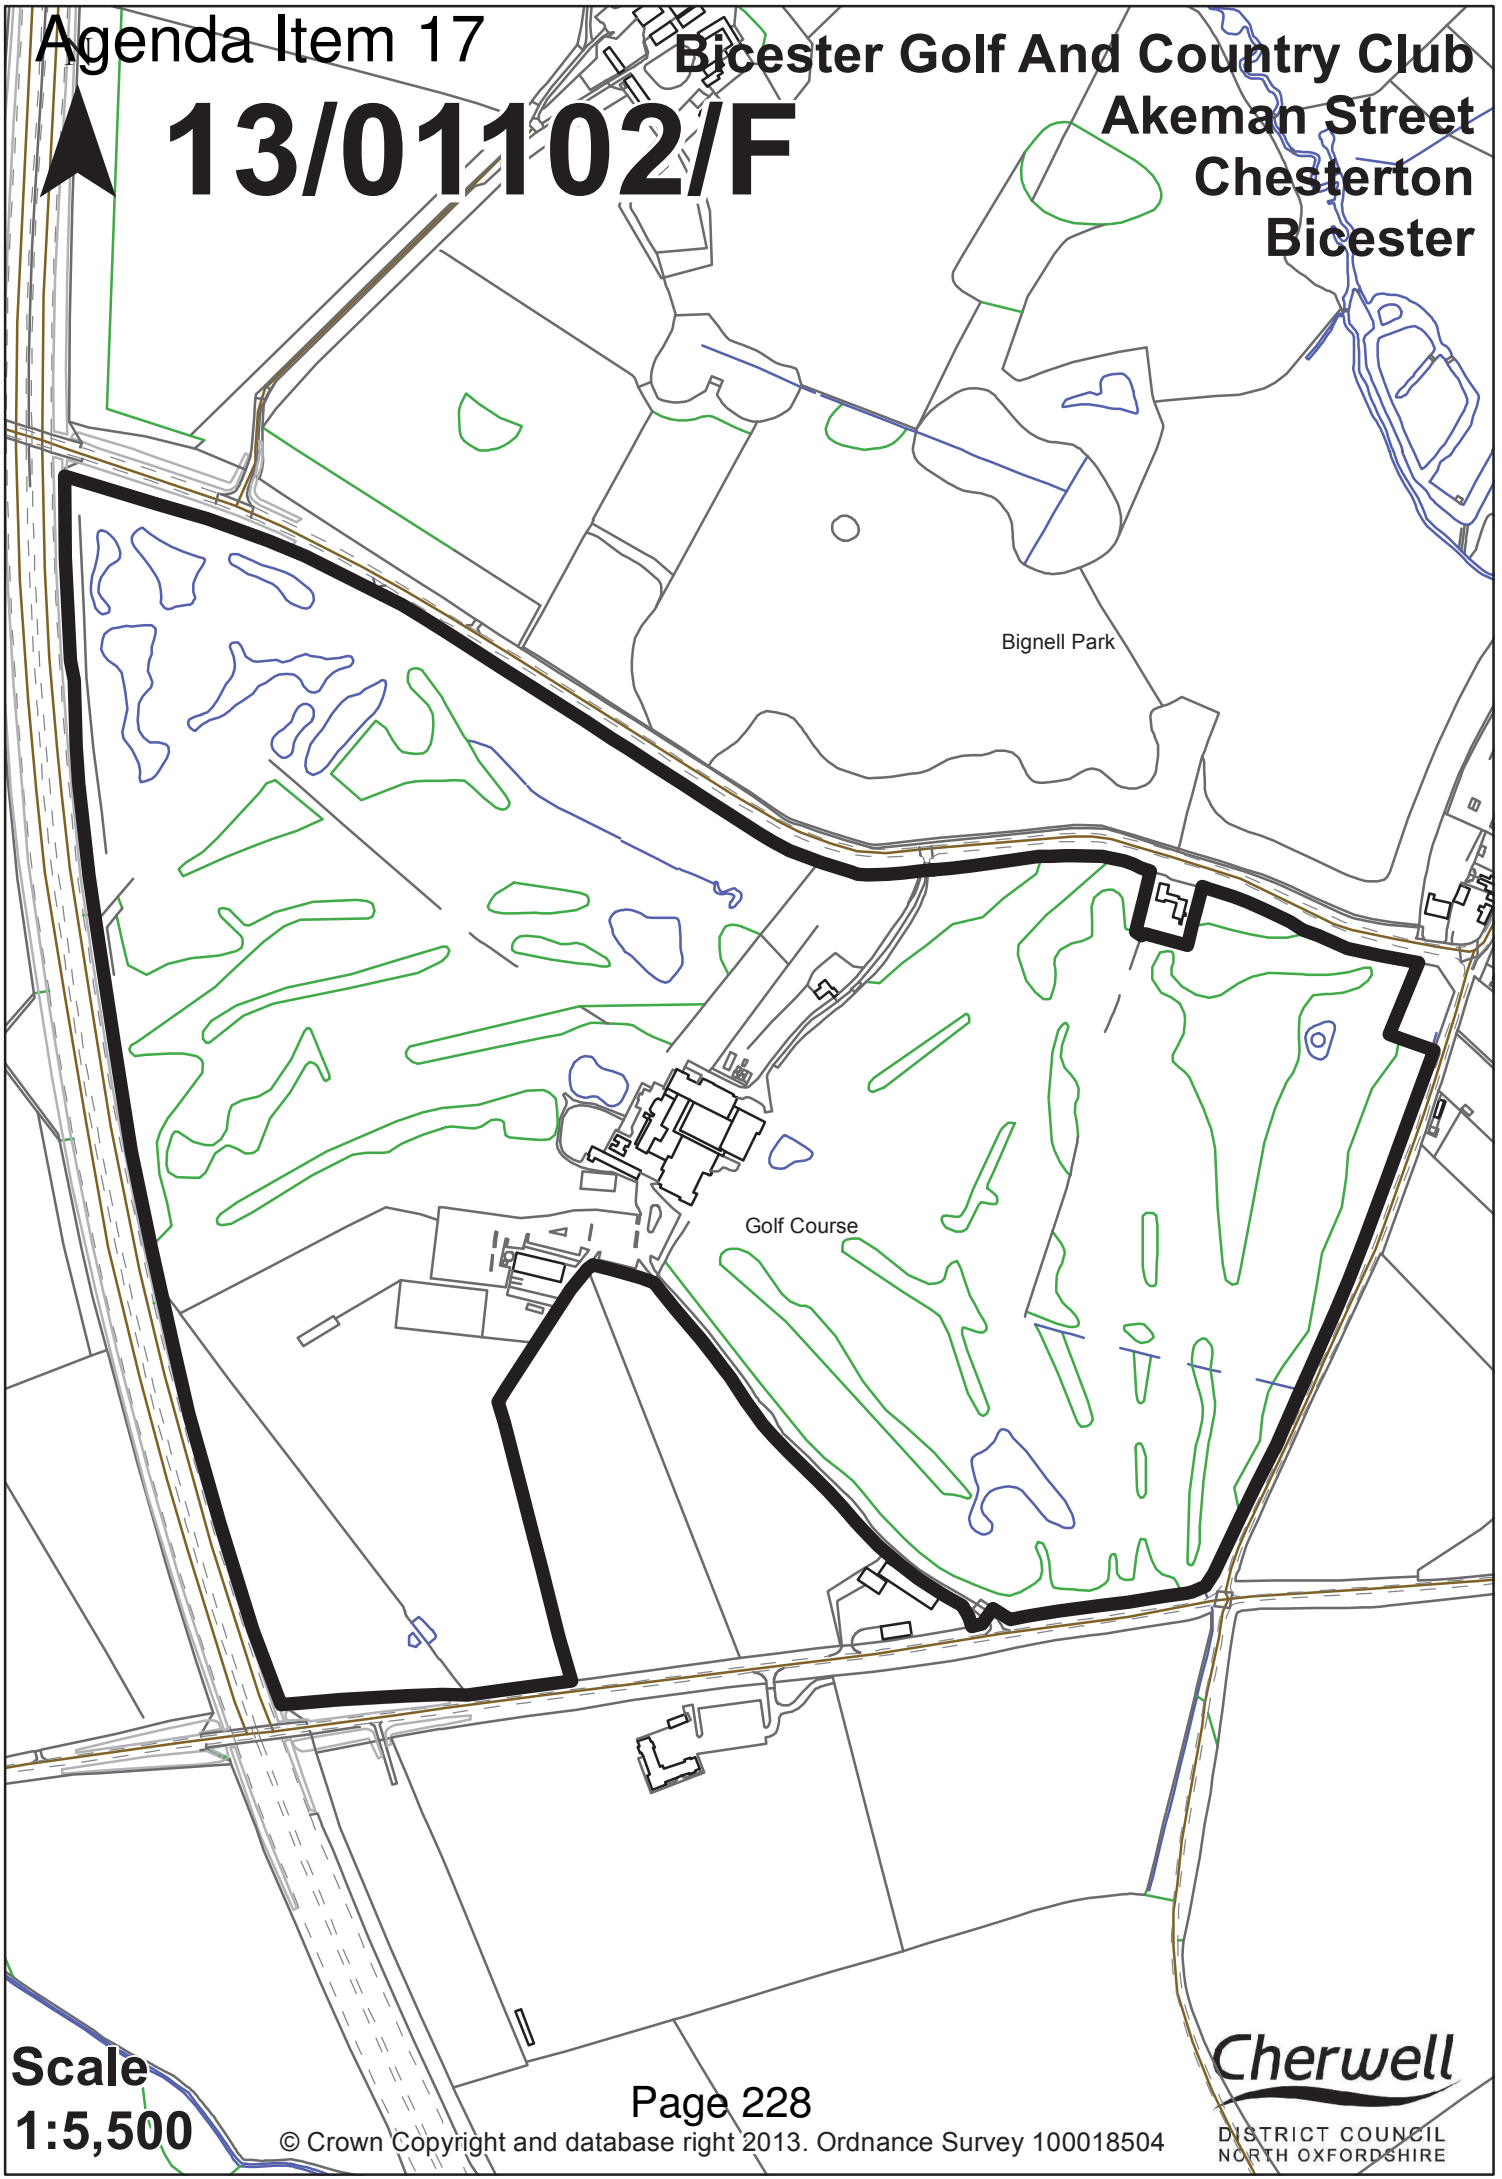 Agenda Item 17
13/01102/F
Bicester Golf And Country Club
Akeman Street
Chesterton
Bicester
Bignell Park
Golf Course
Scale
1:5,500
Page 228
© Crown Copyright and database right 2013. Ordnance Survey 100018504
Cherwell
DISTRICT COUNCIL
NORTH OXFORDSHIRE